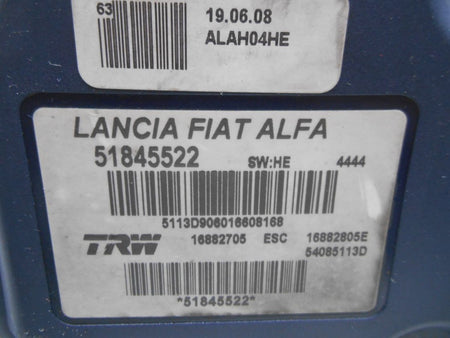 63
19.06.08
ALAH04HE
LANCIA FIAT ALFA
51845522 SW:HE 4444
5113D906016608168
TRW 16882705 ESC 16882805E
54085113D
*51845522*